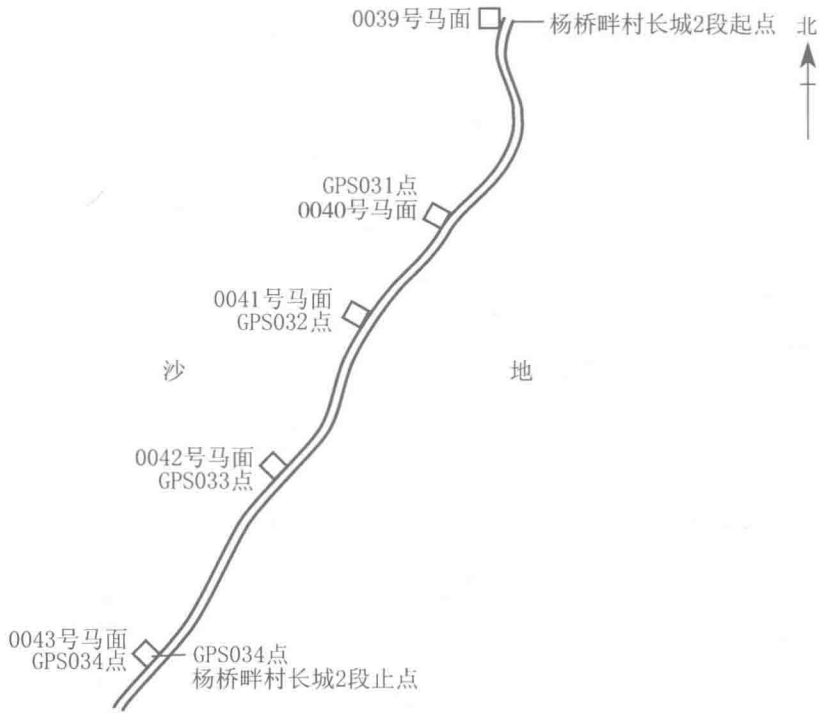 0039号马面
杨桥畔村长城2段起点
北
GPS031点
0040号马面
0041号马面
GPS032点
沙
地
0042号马面
GPS033点
0043号马面
GPS034点
GPS034点
杨桥畔村长城2段止点